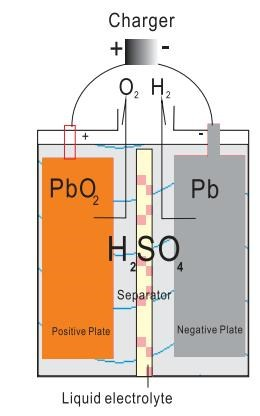 Charger
+ -
O₂ H₂
+ -
PbO₂ Pb
H₂SO₄
Separator
Positive Plate Negative Plate
Liquid electrolyte